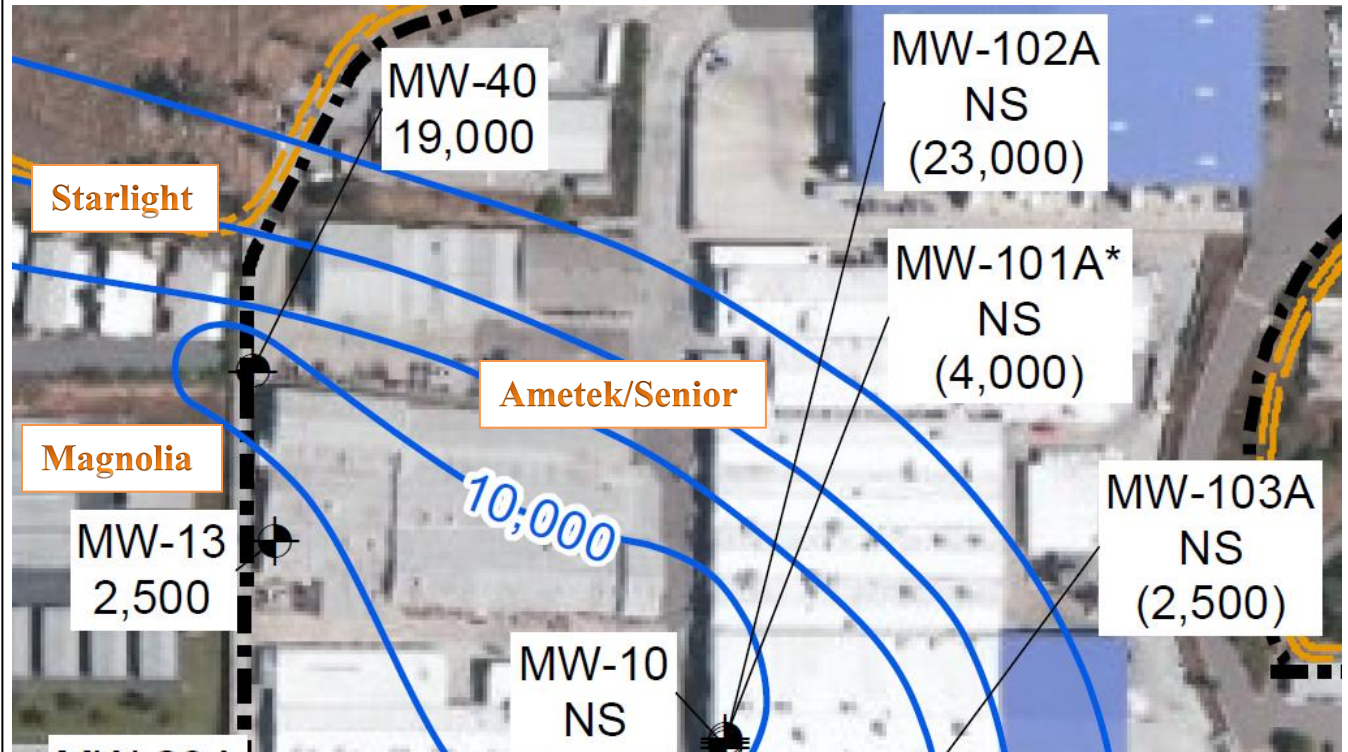 MW-40
19,000
MW-102A
NS
(23,000)
Starlight
MW-101A*
NS
(4,000)
Ametek/Senior
Magnolia
10,000
MW-103A
NS
(2,500)
MW-13
2,500
MW-10
NS